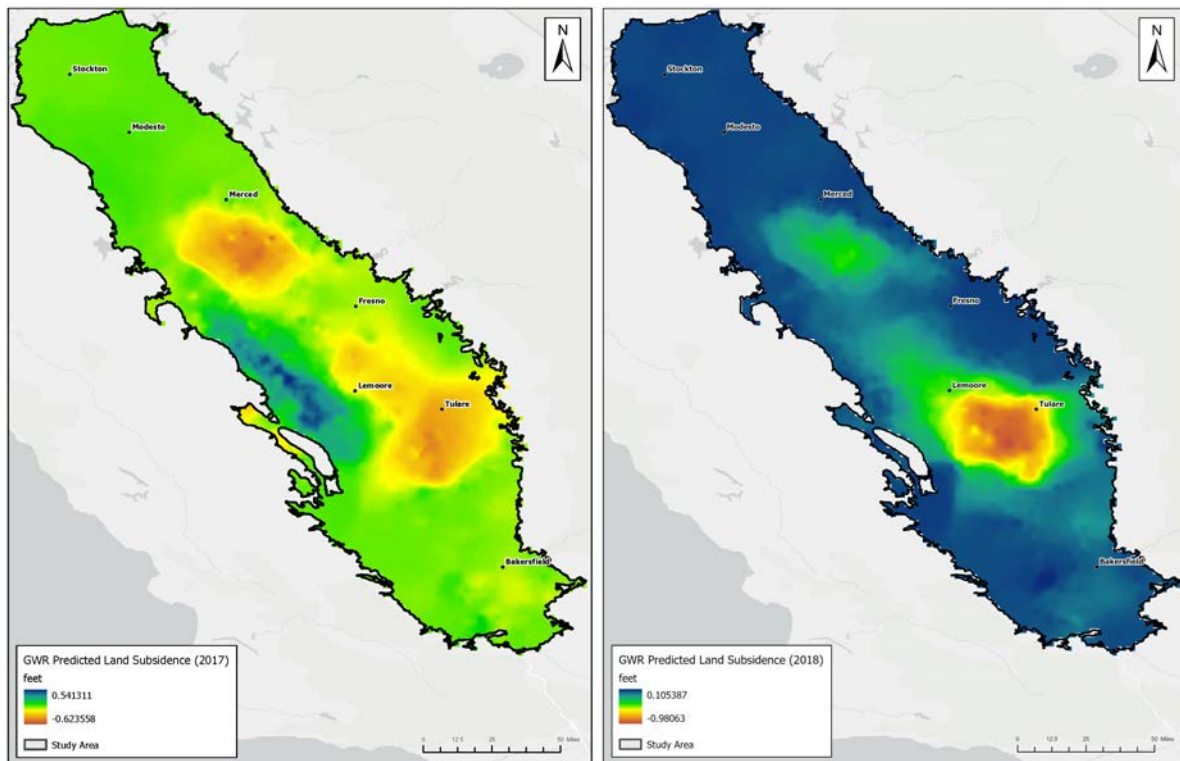 N
Stockton
Modesto
Merced
Fresno
Lemoore
Tulare
Bakersfield
GWR Predicted Land Subsidence (2017)
feet
0.541311
-0.623558
Study Area
0 12.5 25 50 Miles
N
Stockton
Modesto
Merced
Fresno
Lemoore
Tulare
Bakersfield
GWR Predicted Land Subsidence (2018)
feet
0.105387
-0.98063
Study Area
0 12.5 25 50 Miles